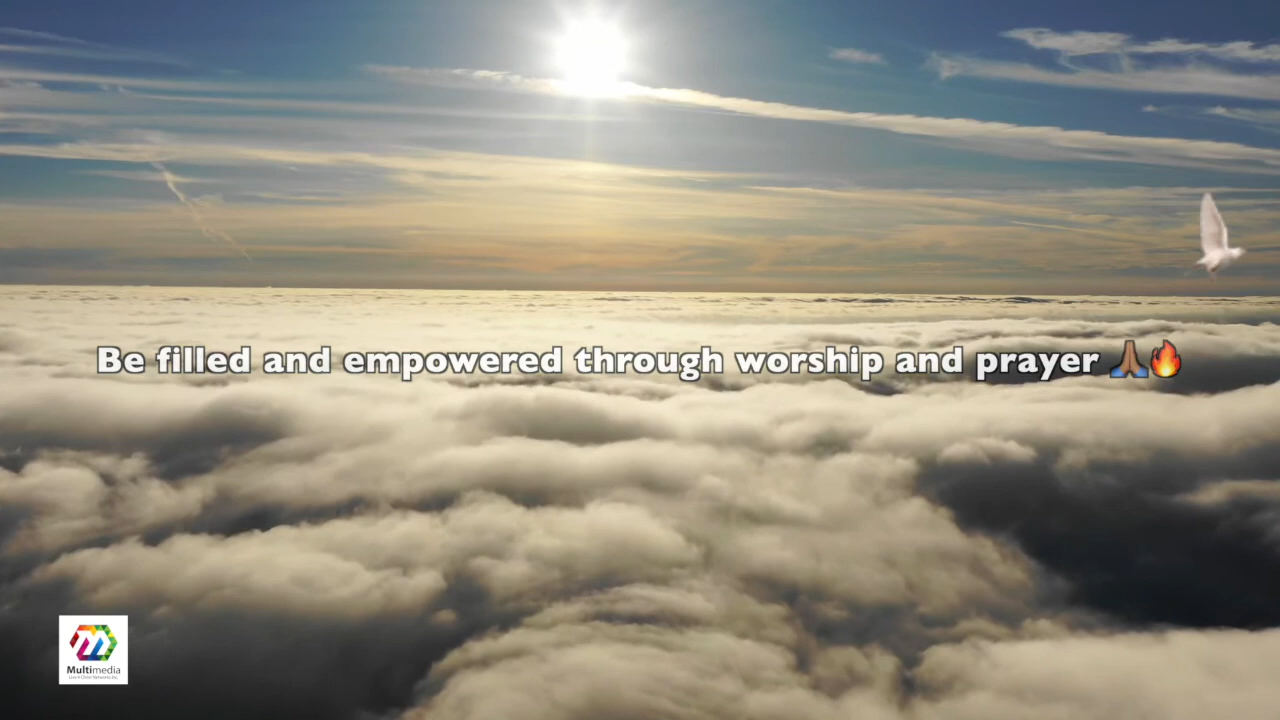 Be filled and empowered through worship and prayer 🙏🏽🔥
Multimedia